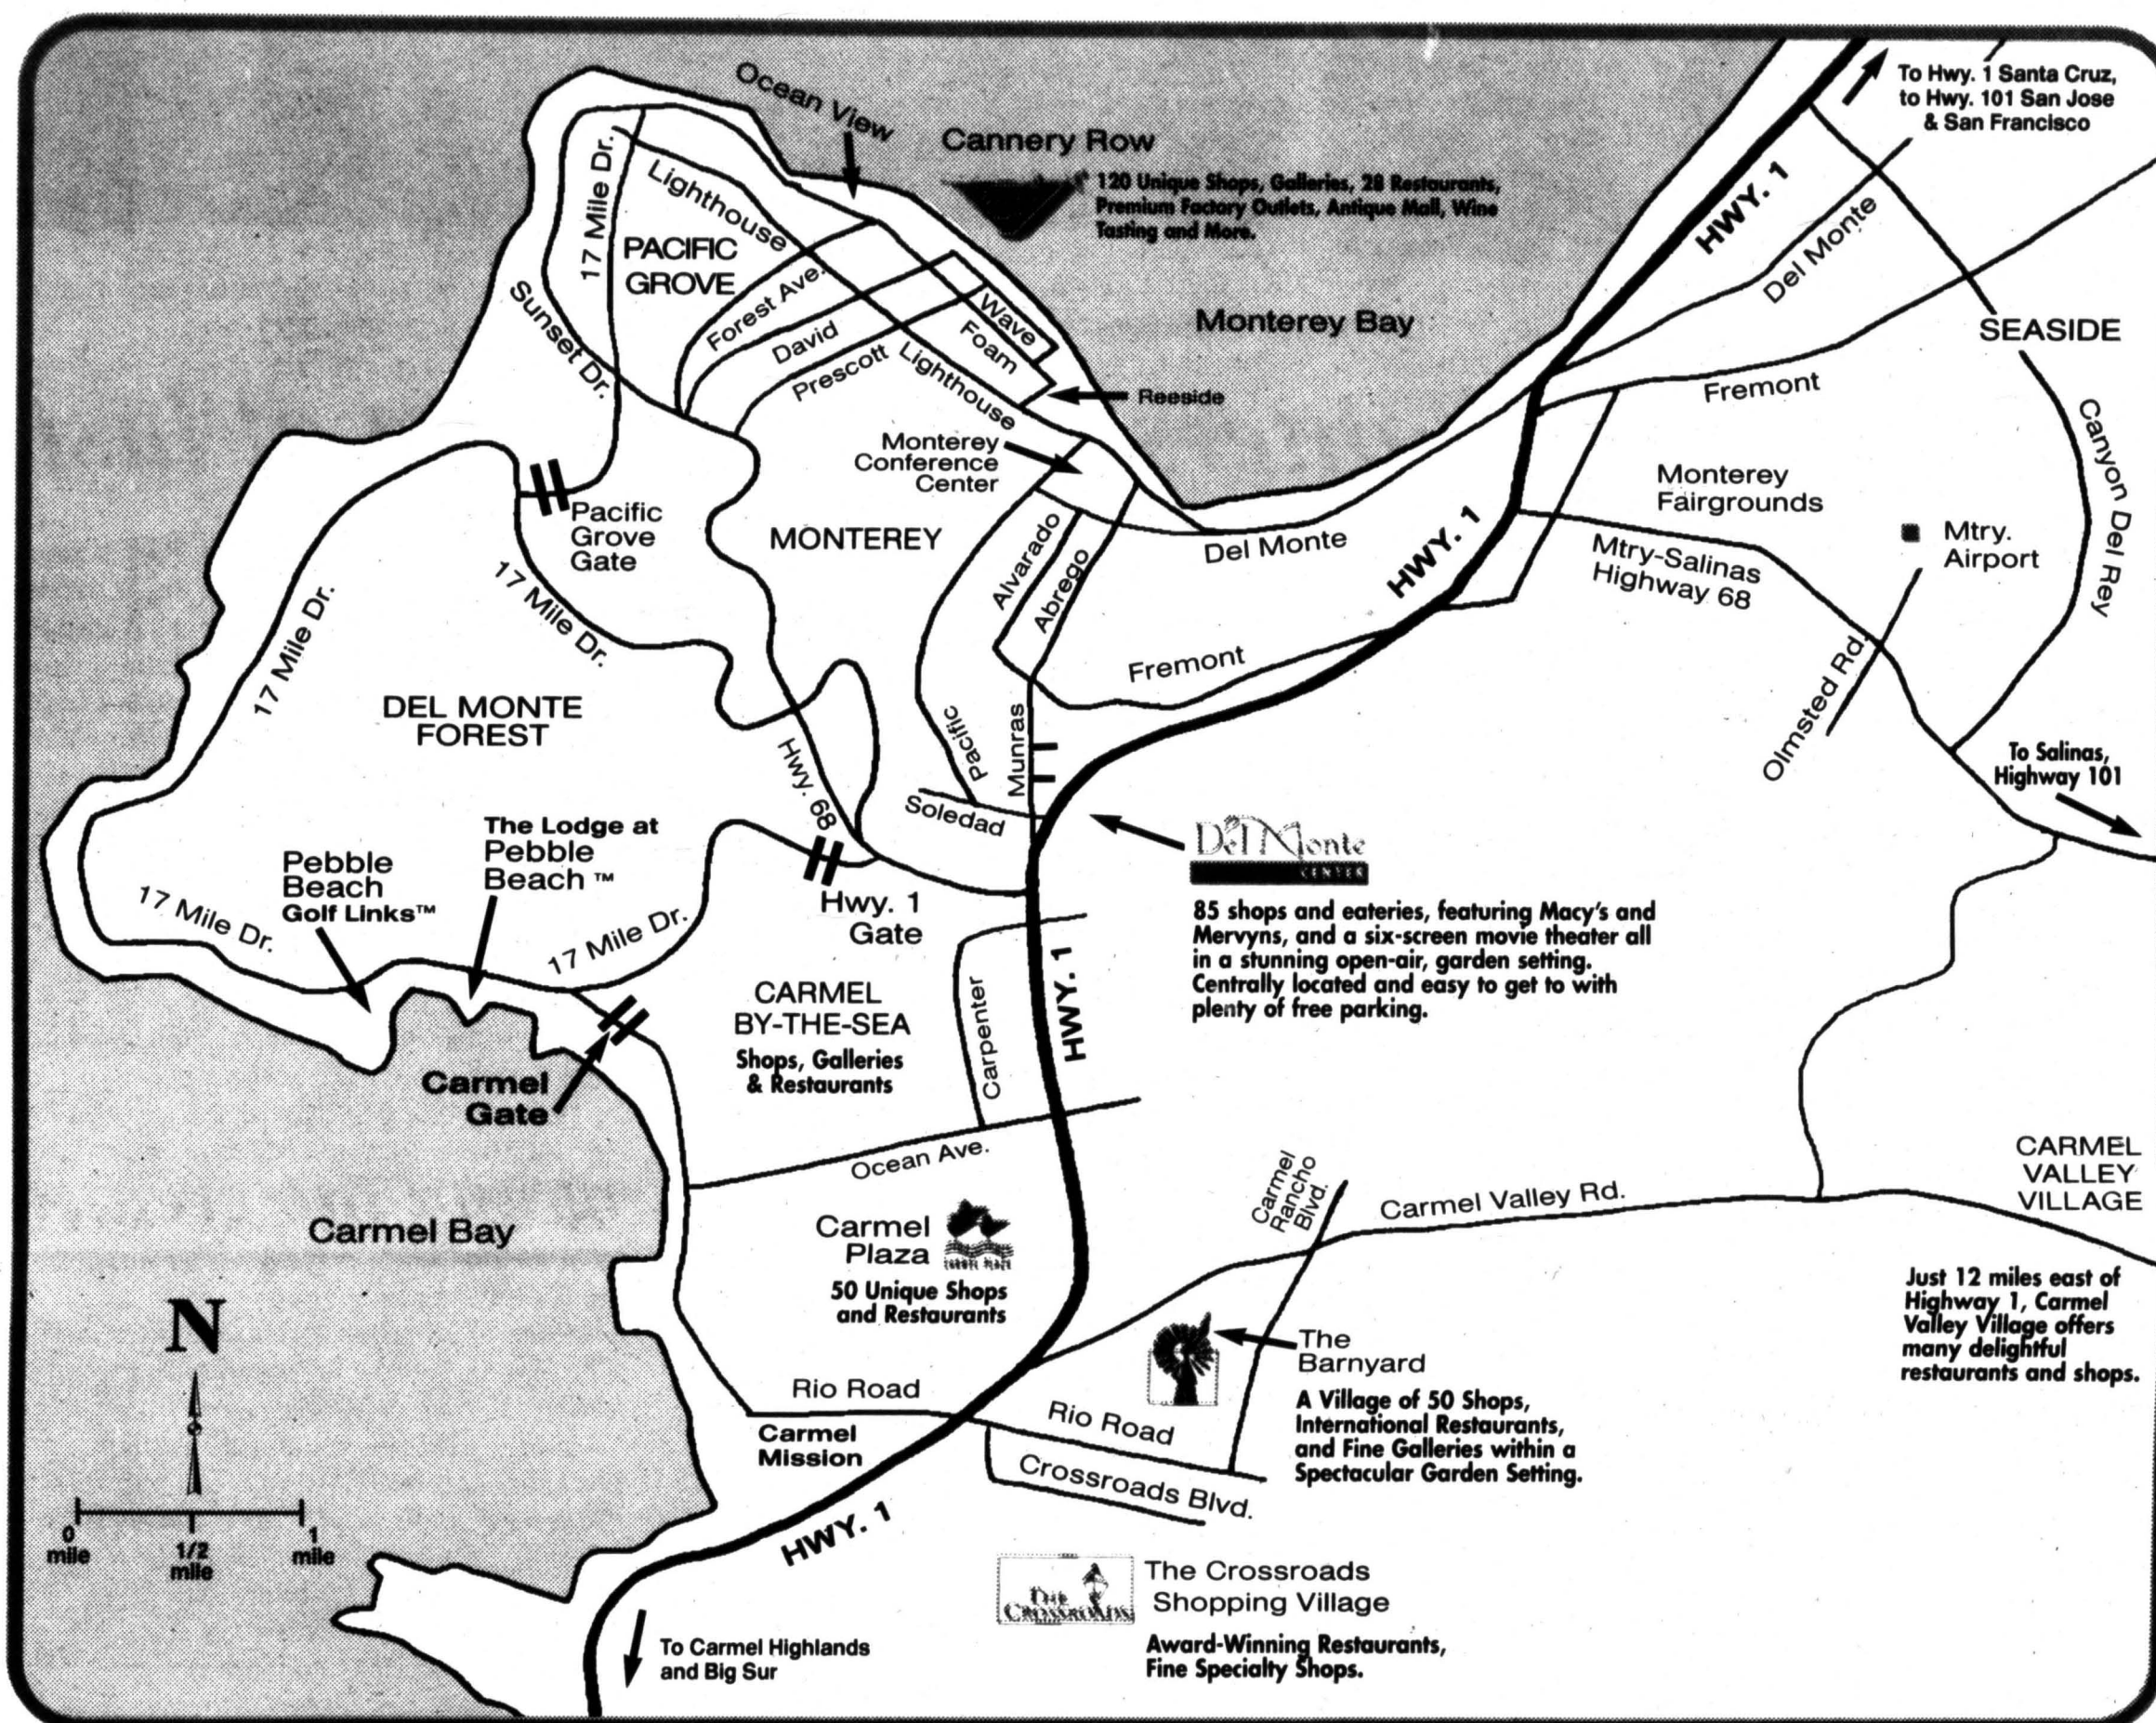 To Hwy. 1 Santa Cruz,
to Hwy. 101 San Jose
& San Francisco
Ocean View
Cannery Row
120 Unique Shops, Galleries, 28 Restaurants,
Premium Factory Outlets, Antique Mall, Wine
Tasting and More.
17 Mile Dr.
Lighthouse
PACIFIC
GROVE
Forest Ave.
David
Prescott
Lighthouse
Wave
Foam
Reeside
Sunset Dr.
Monterey Bay
HWY. 1
Del Monte
SEASIDE
Fremont
Canyon Del Rey
Monterey
Conference
Center
Monterey
Fairgrounds
Mtry.
Airport
Pacific
Grove
Gate
MONTEREY
Alvarado
Abrego
Del Monte
HWY. 1
Mtry-Salinas
Highway 68
17 Mile Dr.
17 Mile Dr.
Fremont
Olmsted Rd.
DEL MONTE
FOREST
Hwy. 68
Pacific
Munras
Soledad
To Salinas,
Highway 101
The Lodge at
Pebble
Beach ™
Pebble
Beach
Golf Links™
17 Mile Dr.
17 Mile Dr.
Hwy. 1
Gate
Del Monte
CENTER
85 shops and eateries, featuring Macy's and
Mervyns, and a six-screen movie theater all
in a stunning open-air, garden setting.
Centrally located and easy to get to with
plenty of free parking.
CARMEL
BY-THE-SEA
Shops, Galleries
& Restaurants
Carpenter
HWY. 1
Carmel
Gate
Ocean Ave.
Carmel Bay
Carmel
Plaza
50 Unique Shops
and Restaurants
Carmel
Rancho
Blvd.
Carmel Valley Rd.
CARMEL
VALLEY
VILLAGE
Just 12 miles east of
Highway 1, Carmel
Valley Village offers
many delightful
restaurants and shops.
The
Barnyard
A Village of 50 Shops,
International Restaurants,
and Fine Galleries within a
Spectacular Garden Setting.
Rio Road
Carmel
Mission
Rio Road
Crossroads Blvd.
HWY. 1
N
0
mile
1/2
mile
1
mile
The
Crossroads
The Crossroads
Shopping Village
Award-Winning Restaurants,
Fine Specialty Shops.
To Carmel Highlands
and Big Sur